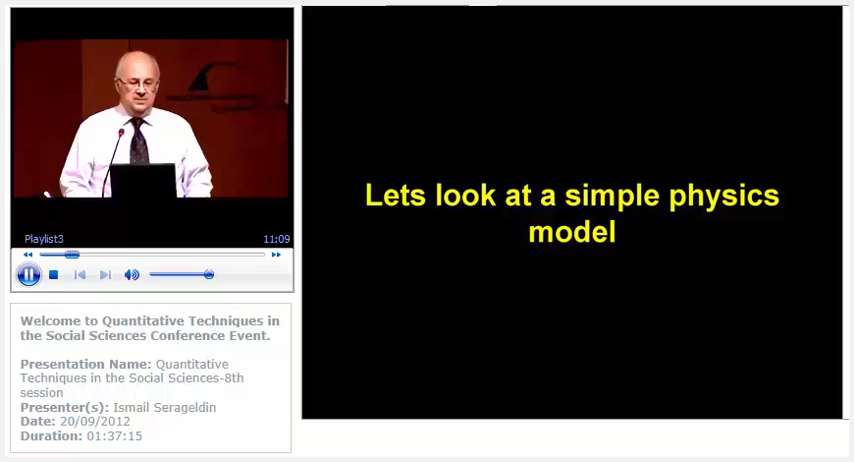 Playlist3 11:09
Welcome to Quantitative Techniques in
the Social Sciences Conference Event.
Presentation Name: Quantitative
Techniques in the Social Sciences-8th
session
Presenter(s): Ismail Serageldin
Date: 20/09/2012
Duration: 01:37:15
Lets look at a simple physics
model